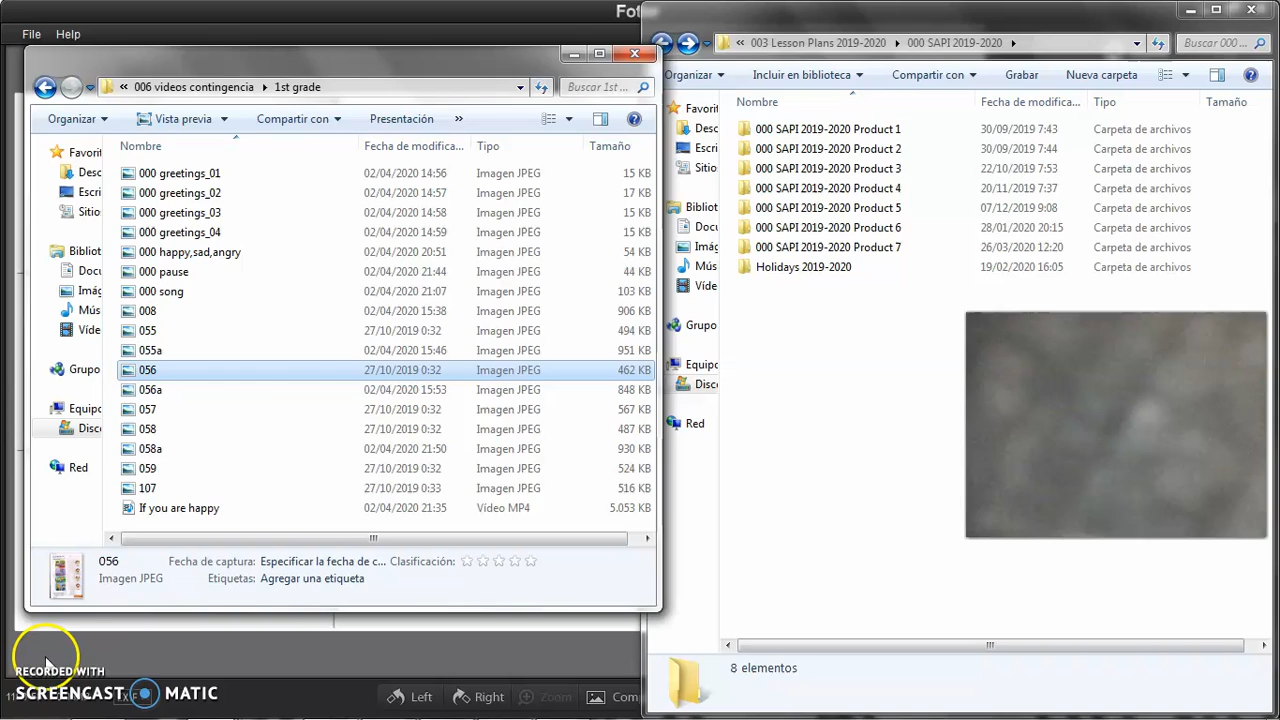 Fot
File Help
« 006 videos contingencia ▸ 1st grade
Buscar 1st ...
Organizar ▾ Vista previa ▾ Compartir con ▾ Presentación »
Nombre Fecha de modifica... Tipo Tamaño
Favorit
Desc
Escri
Sitio
Bibliot
Docu
Imág
Mús
Víde
Grupo
Equipo
Disco
Red
000 greetings_01 02/04/2020 14:56 Imagen JPEG 15 KB
000 greetings_02 02/04/2020 14:57 Imagen JPEG 17 KB
000 greetings_03 02/04/2020 14:58 Imagen JPEG 15 KB
000 greetings_04 02/04/2020 14:59 Imagen JPEG 15 KB
000 happy,sad,angry 02/04/2020 20:51 Imagen JPEG 54 KB
000 pause 02/04/2020 21:44 Imagen JPEG 44 KB
000 song 02/04/2020 21:07 Imagen JPEG 103 KB
008 02/04/2020 15:38 Imagen JPEG 906 KB
055 27/10/2019 0:32 Imagen JPEG 494 KB
055a 02/04/2020 15:46 Imagen JPEG 951 KB
056 27/10/2019 0:32 Imagen JPEG 462 KB
056a 02/04/2020 15:53 Imagen JPEG 848 KB
057 27/10/2019 0:32 Imagen JPEG 567 KB
058 27/10/2019 0:32 Imagen JPEG 487 KB
058a 02/04/2020 21:50 Imagen JPEG 930 KB
059 27/10/2019 0:32 Imagen JPEG 524 KB
107 27/10/2019 0:33 Imagen JPEG 516 KB
If you are happy 02/04/2020 21:35 Vídeo MP4 5.053 KB
056 Fecha de captura: Especificar la fecha de c... Clasificación:
Imagen JPEG Etiquetas: Agregar una etiqueta
« 003 Lesson Plans 2019-2020 ▸ 000 SAPI 2019-2020 ▸
Buscar 000 ...
Organizar ▾ Incluir en biblioteca ▾ Compartir con ▾ Grabar Nueva carpeta
Nombre Fecha de modifica... Tipo Tamaño
Favorit
Desc
Escri
Sitio
Bibliot
Docu
Imág
Mús
Víde
Grupo
Equipo
Disco
Red
000 SAPI 2019-2020 Product 1 30/09/2019 7:43 Carpeta de archivos
000 SAPI 2019-2020 Product 2 30/09/2019 7:44 Carpeta de archivos
000 SAPI 2019-2020 Product 3 22/10/2019 7:53 Carpeta de archivos
000 SAPI 2019-2020 Product 4 20/11/2019 7:37 Carpeta de archivos
000 SAPI 2019-2020 Product 5 07/12/2019 9:08 Carpeta de archivos
000 SAPI 2019-2020 Product 6 28/01/2020 20:15 Carpeta de archivos
000 SAPI 2019-2020 Product 7 26/03/2020 12:20 Carpeta de archivos
Holidays 2019-2020 19/02/2020 16:05 Carpeta de archivos
8 elementos
RECORDED WITH
SCREENCAST MATIC
Left Right Zoom Comp